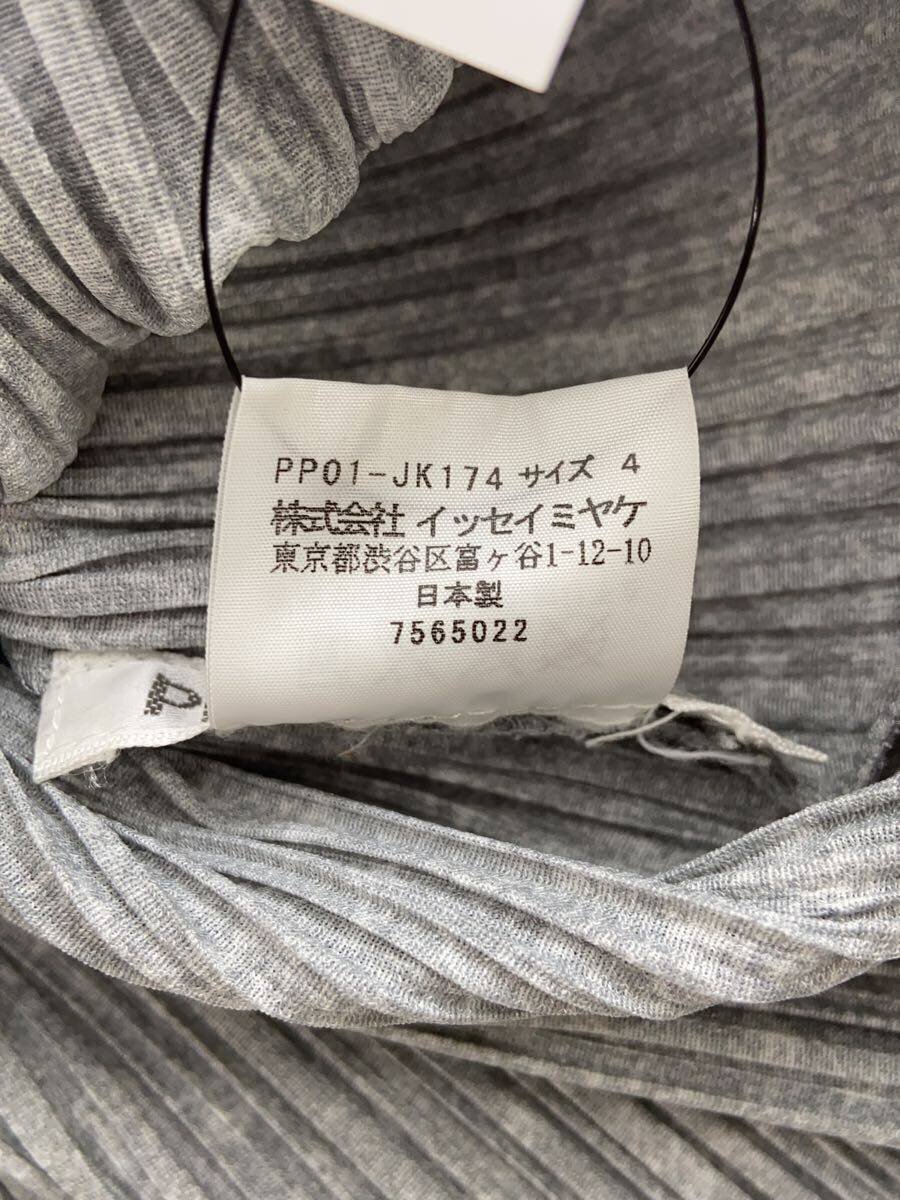 PP01-JK174 サイズ 4
株式会社 イッセイミヤケ
東京都渋谷区富ヶ谷1-12-10
日本製
7565022